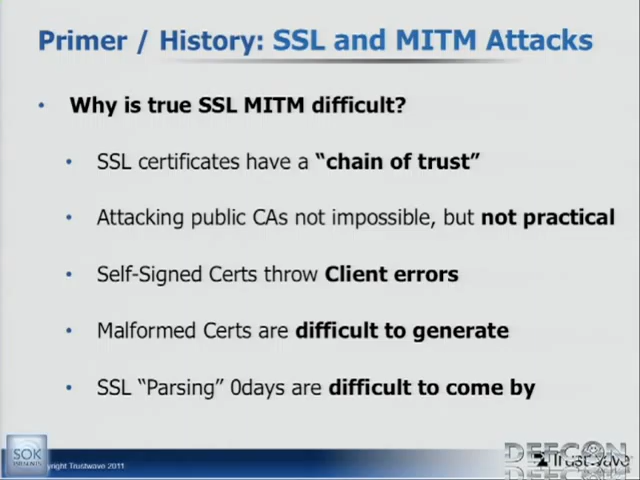 Primer / History: SSL and MITM Attacks
• Why is true SSL MITM difficult?
• SSL certificates have a “chain of trust”
• Attacking public CAs not impossible, but not practical
• Self-Signed Certs throw Client errors
• Malformed Certs are difficult to generate
• SSL “Parsing” 0days are difficult to come by
SOK
yright Trustwave 2011
DEFCON
Trustwave